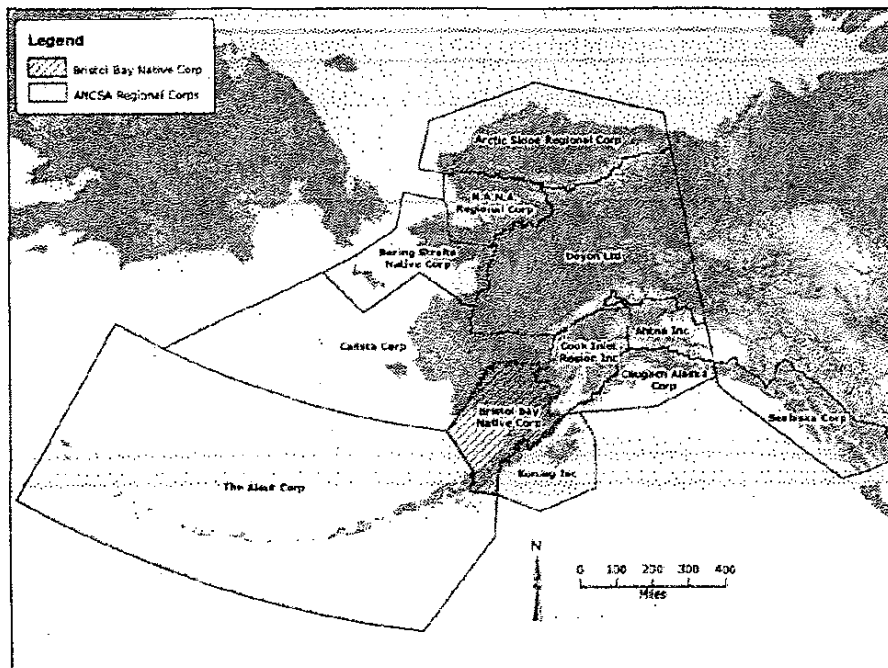 Legend
Bristol Bay Native Corp
ANCSA Regional Corps
Arctic Slope Regional Corp
N.A.N.A.
Regional Corp
Bering Straits
Native Corp
Doyon Ltd
Calista Corp
Ahtna Inc
Cook Inlet
Region Inc
Chugach Alaska
Corp
Bristol Bay
Native Corp
Sealaska Corp
Koniag Inc
The Aleut Corp
N
0 100 200 300 400
Miles